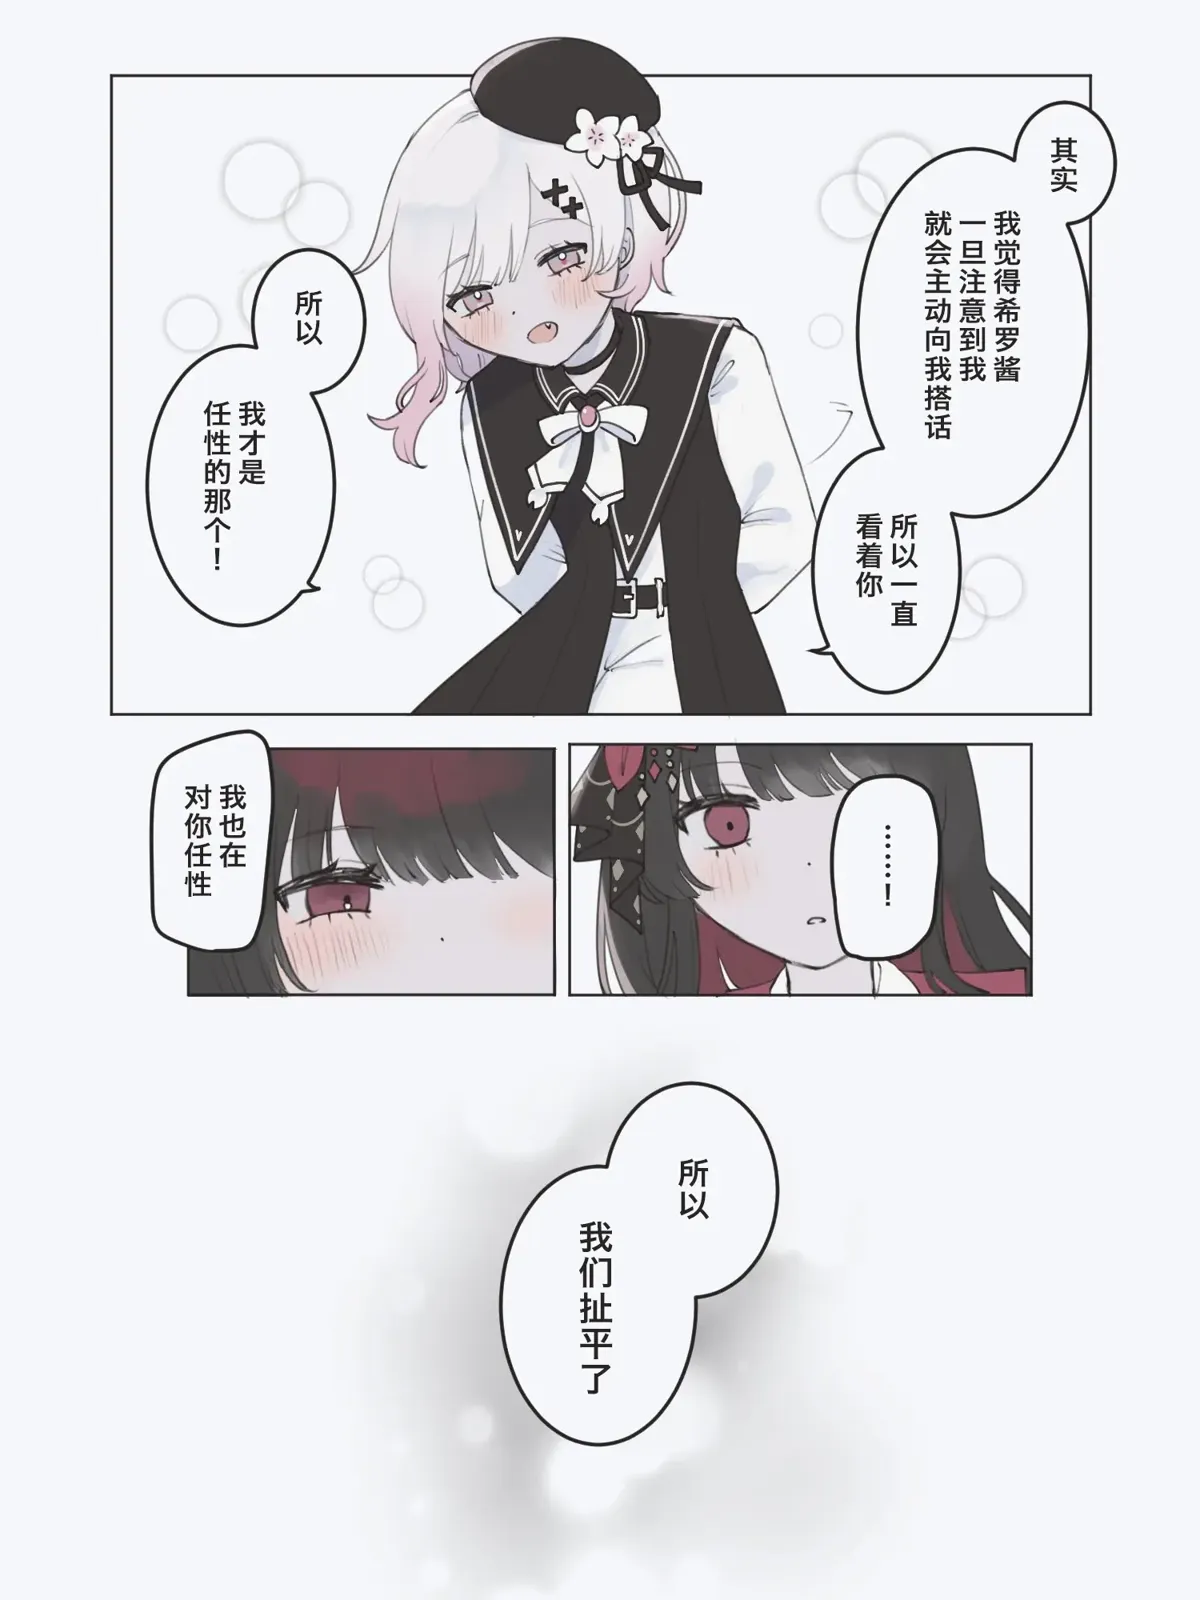 其实
我觉得希罗酱
一旦注意到我
就会主动向我搭话
所以一直
看着你
所以
我才是
任性的那个！
……！
我也在
对你任性
所以
我们扯平了